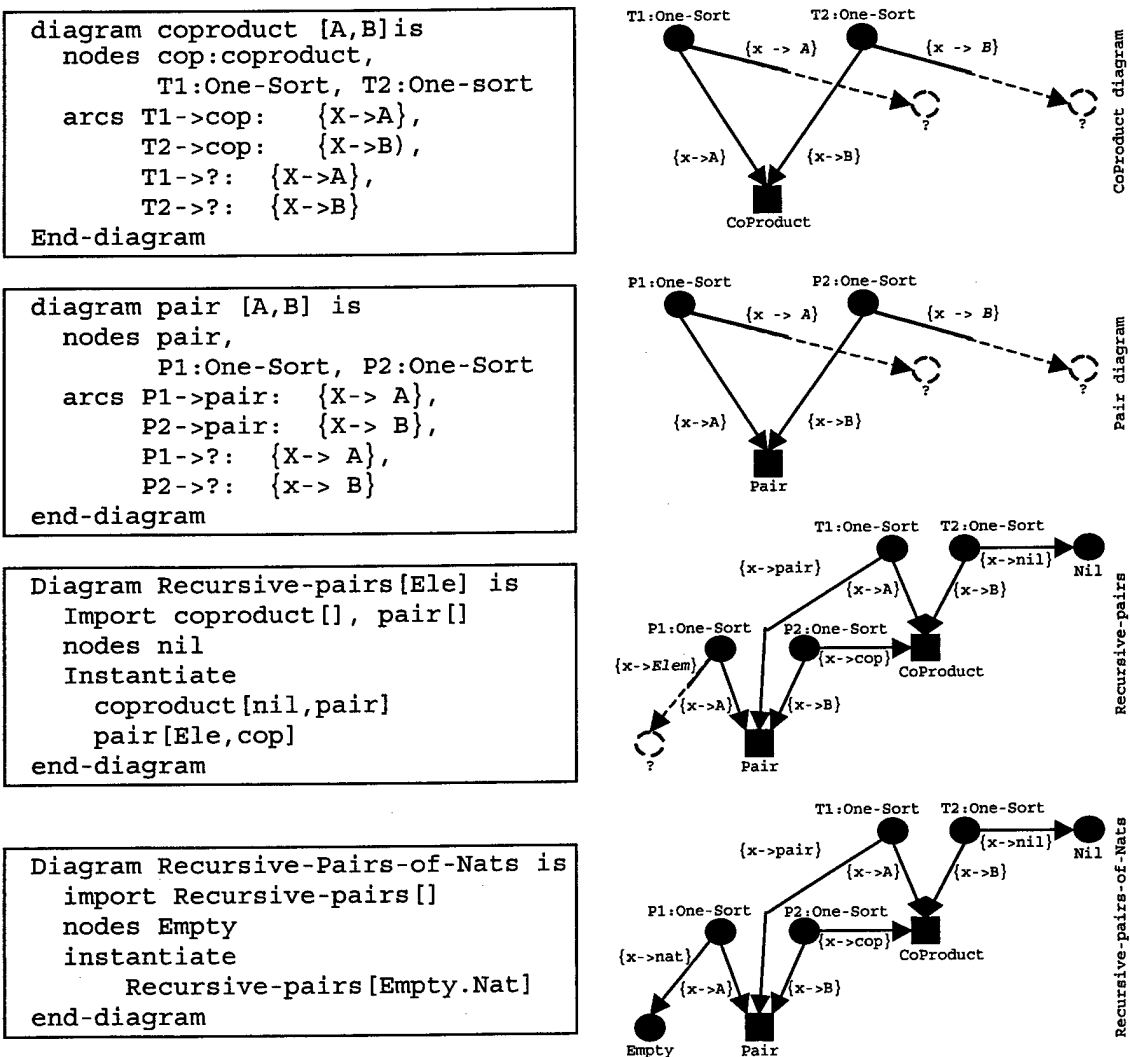 diagram coproduct [A,B]is
nodes cop:coproduct,
T1:One-Sort, T2:One-sort
arcs T1->cop: {X->A},
T2->cop: {X->B),
T1->?: {X->A},
T2->?: {X->B}
End-diagram
T1:One-Sort T2:One-Sort
{x -> A} {x -> B}
? ?
{x->A} {x->B}
CoProduct
CoProduct diagram
diagram pair [A,B] is
nodes pair,
P1:One-Sort, P2:One-Sort
arcs P1->pair: {X-> A},
P2->pair: {X-> B},
P1->?: {X-> A},
P2->?: {x-> B}
end-diagram
P1:One-Sort P2:One-Sort
{x -> A} {x -> B}
? ?
{x->A} {x->B}
Pair
Pair diagram
Diagram Recursive-pairs[Ele] is
Import coproduct[], pair[]
nodes nil
Instantiate
coproduct[nil,pair]
pair[Ele,cop]
end-diagram
T1:One-Sort T2:One-Sort
{x->pair} {x->nil} Nil
{x->A} {x->B}
P1:One-Sort P2:One-Sort
{x->Elem} {x->cop} CoProduct
{x->A} {x->B}
? Pair
Recursive-pairs
Diagram Recursive-Pairs-of-Nats is
import Recursive-pairs[]
nodes Empty
instantiate
Recursive-pairs[Empty.Nat]
end-diagram
T1:One-Sort T2:One-Sort
{x->pair} {x->nil} Nil
{x->A} {x->B}
P1:One-Sort P2:One-Sort
{x->nat} {x->cop} CoProduct
{x->A} {x->B}
Empty Pair
Recursive-pairs-of-Nats